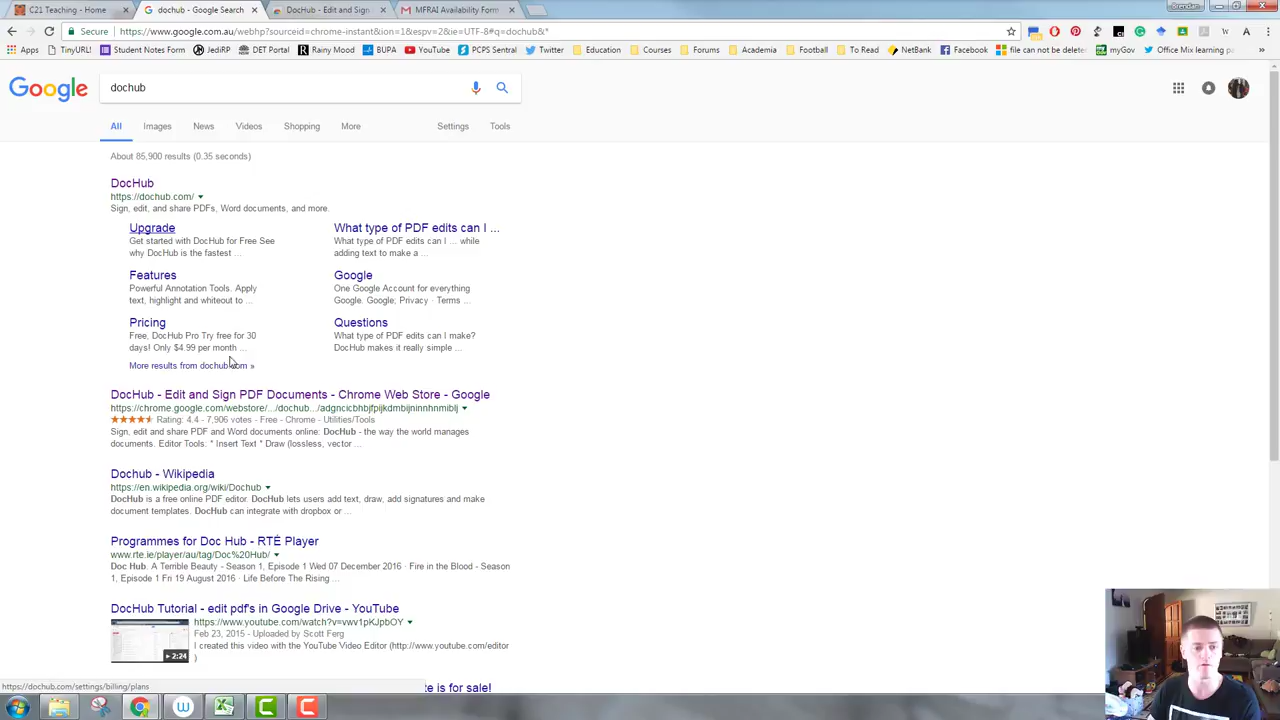 C21 Teaching - Home
dochub - Google Search
DocHub - Edit and Sign
MFRAI Availability Form
Brendan
Secure
https://www.google.com.au/webhp?sourceid=chrome-instant&ion=1&espv=2&ie=UTF-8#q=dochub&*
Apps TinyURL! Student Notes Form JediRP DET Portal Rainy Mood BUPA YouTube PCPS Sentral Twitter Education Courses Forums Academia Football To Read NetBank Facebook file can not be delete myGov Office Mix learning
Google
dochub
All Images News Videos Shopping More Settings Tools
About 85,900 results (0.35 seconds)
DocHub
https://dochub.com/
Sign, edit, and share PDFs, Word documents, and more.
Upgrade
Get started with DocHub for Free See
why DocHub is the fastest ...
What type of PDF edits can I ...
What type of PDF edits can I ... while
adding text to make a ...
Features
Powerful Annotation Tools. Apply
text, highlight and whiteout to ...
Google
One Google Account for everything
Google. Google; Privacy · Terms ...
Pricing
Free, DocHub Pro Try free for 30
days! Only $4.99 per month ...
Questions
What type of PDF edits can I make?
DocHub makes it really simple ...
More results from dochub.com »
DocHub - Edit and Sign PDF Documents - Chrome Web Store - Google
https://chrome.google.com/webstore/.../dochub.../adgncicbhbjfpijkdmbijninnhnmiblj
Rating: 4.4 - 7,906 votes - Free - Chrome - Utilities/Tools
Sign, edit and share PDF and Word documents online: DocHub - the way the world manages
documents. Editor Tools. * Insert Text * Draw (lossless, vector ...
Dochub - Wikipedia
https://en.wikipedia.org/wiki/Dochub
DocHub is a free online PDF editor. DocHub lets users add text, draw, add signatures and make
document templates. DocHub can integrate with dropbox or ...
Programmes for Doc Hub - RTÉ Player
www.rte.ie/player/au/tag/Doc%20Hub/
Doc Hub. A Terrible Beauty - Season 1, Episode 1 Wed 07 December 2016 · Fire in the Blood - Season
1, Episode 1 Fri 19 August 2016 · Life Before The Rising ...
DocHub Tutorial - edit pdf's in Google Drive - YouTube
https://www.youtube.com/watch?v=vwv1pKJpbOY
Feb 23, 2015 - Uploaded by Scott Ferg
I created this video with the YouTube Video Editor (http://www.youtube.com/editor
)
2:24
https://dochub.com/settings/billing/plans
te is for sale!